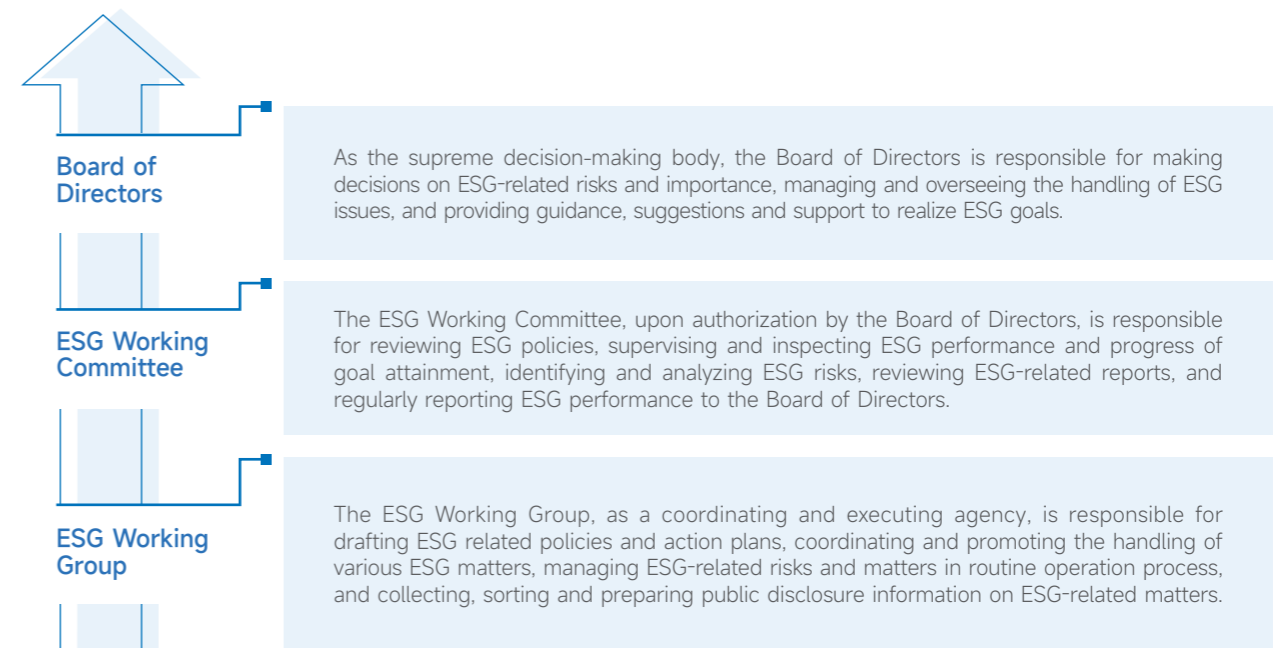 Board of
Directors
As the supreme decision-making body, the Board of Directors is responsible for making
decisions on ESG-related risks and importance, managing and overseeing the handling of ESG
issues, and providing guidance, suggestions and support to realize ESG goals.
ESG Working
Committee
The ESG Working Committee, upon authorization by the Board of Directors, is responsible
for reviewing ESG policies, supervising and inspecting ESG performance and progress of
goal attainment, identifying and analyzing ESG risks, reviewing ESG-related reports, and
regularly reporting ESG performance to the Board of Directors.
ESG Working
Group
The ESG Working Group, as a coordinating and executing agency, is responsible for
drafting ESG related policies and action plans, coordinating and promoting the handling of
various ESG matters, managing ESG-related risks and matters in routine operation process,
and collecting, sorting and preparing public disclosure information on ESG-related matters.